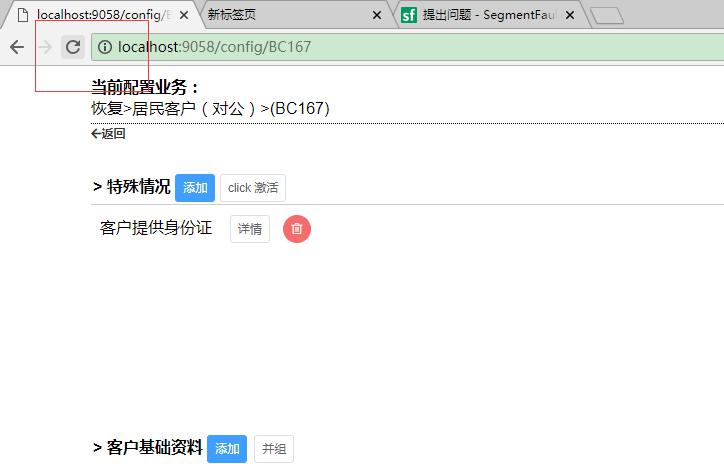 localhost:9058/config/B
新标签页
提出问题 - SegmentFau
localhost:9058/config/BC167
当前配置业务：
恢复>居民客户（对公）>(BC167)
返回
> 特殊情况 添加 click 激活
客户提供身份证 详情
> 客户基础资料 添加 并组